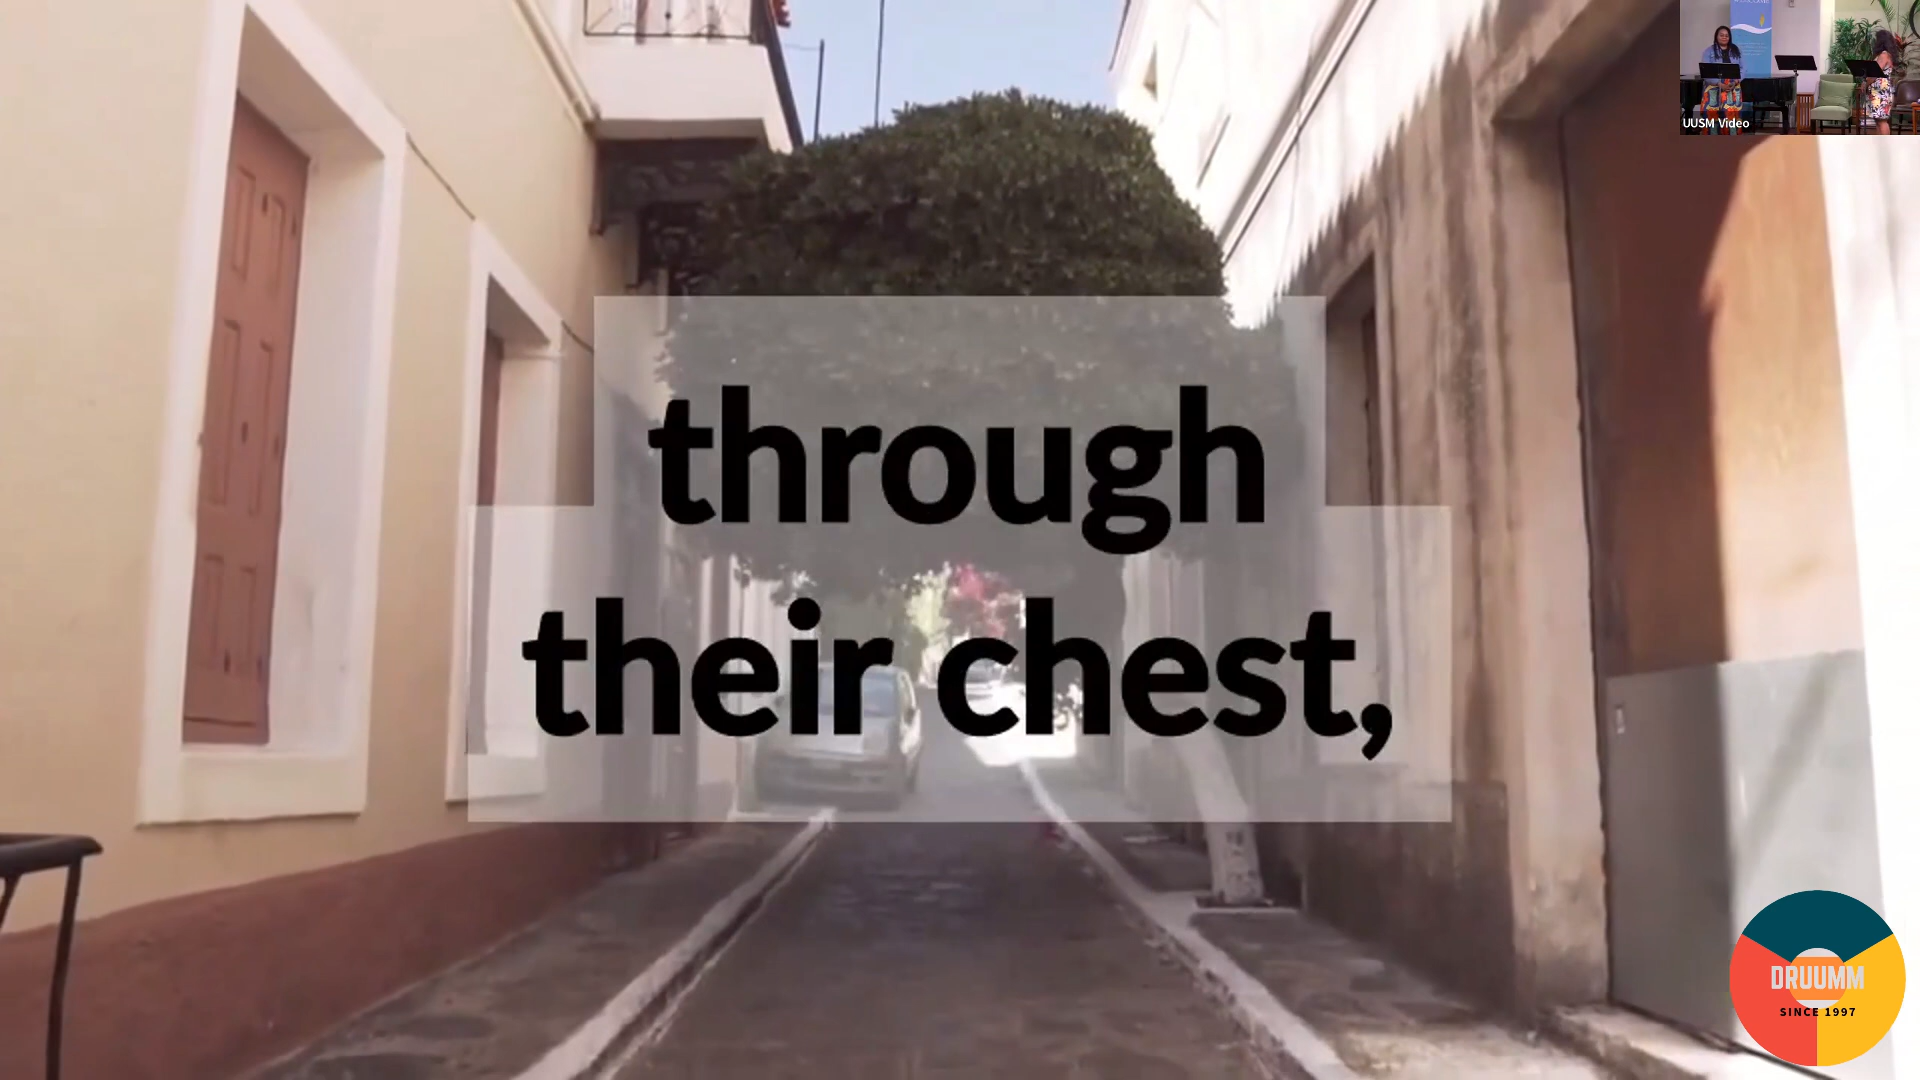 UUSM Video
through
their chest,
DRUUMM
SINCE 1997